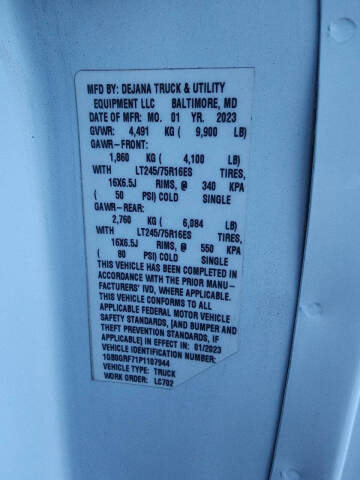 MFD BY: DEJANA TRUCK & UTILITY
EQUIPMENT LLC BALTIMORE, MD
DATE OF MFR: MO. 01 YR. 2023
GVWR: 4,491 KG ( 9,900 LB)
GAWR-FRONT:
1,860 KG ( 4,100 LB)
WITH LT245/75R16ES TIRES,
16X6.5J RIMS, @ 340 KPA
( 50 PSI) COLD SINGLE
GAWR-REAR:
2,760 KG ( 6,084 LB)
WITH LT245/75R16ES TIRES,
16X6.5J RIMS, @ 550 KPA
( 80 PSI) COLD SINGLE
THIS VEHICLE HAS BEEN COMPLETED IN
ACCORDANCE WITH THE PRIOR MANU-
FACTURERS' IVD, WHERE APPLICABLE.
THIS VEHICLE CONFORMS TO ALL
APPLICABLE FEDERAL MOTOR VEHICLE
SAFETY STANDARDS, [AND BUMPER AND
THEFT PREVENTION STANDARDS, IF
APPLICABLE] IN EFFECT IN: 01/2023
VEHICLE IDENTIFICATION NUMBER:
1GB0GRF71P1107944
VEHICLE TYPE: TRUCK
WORK ORDER: LC702